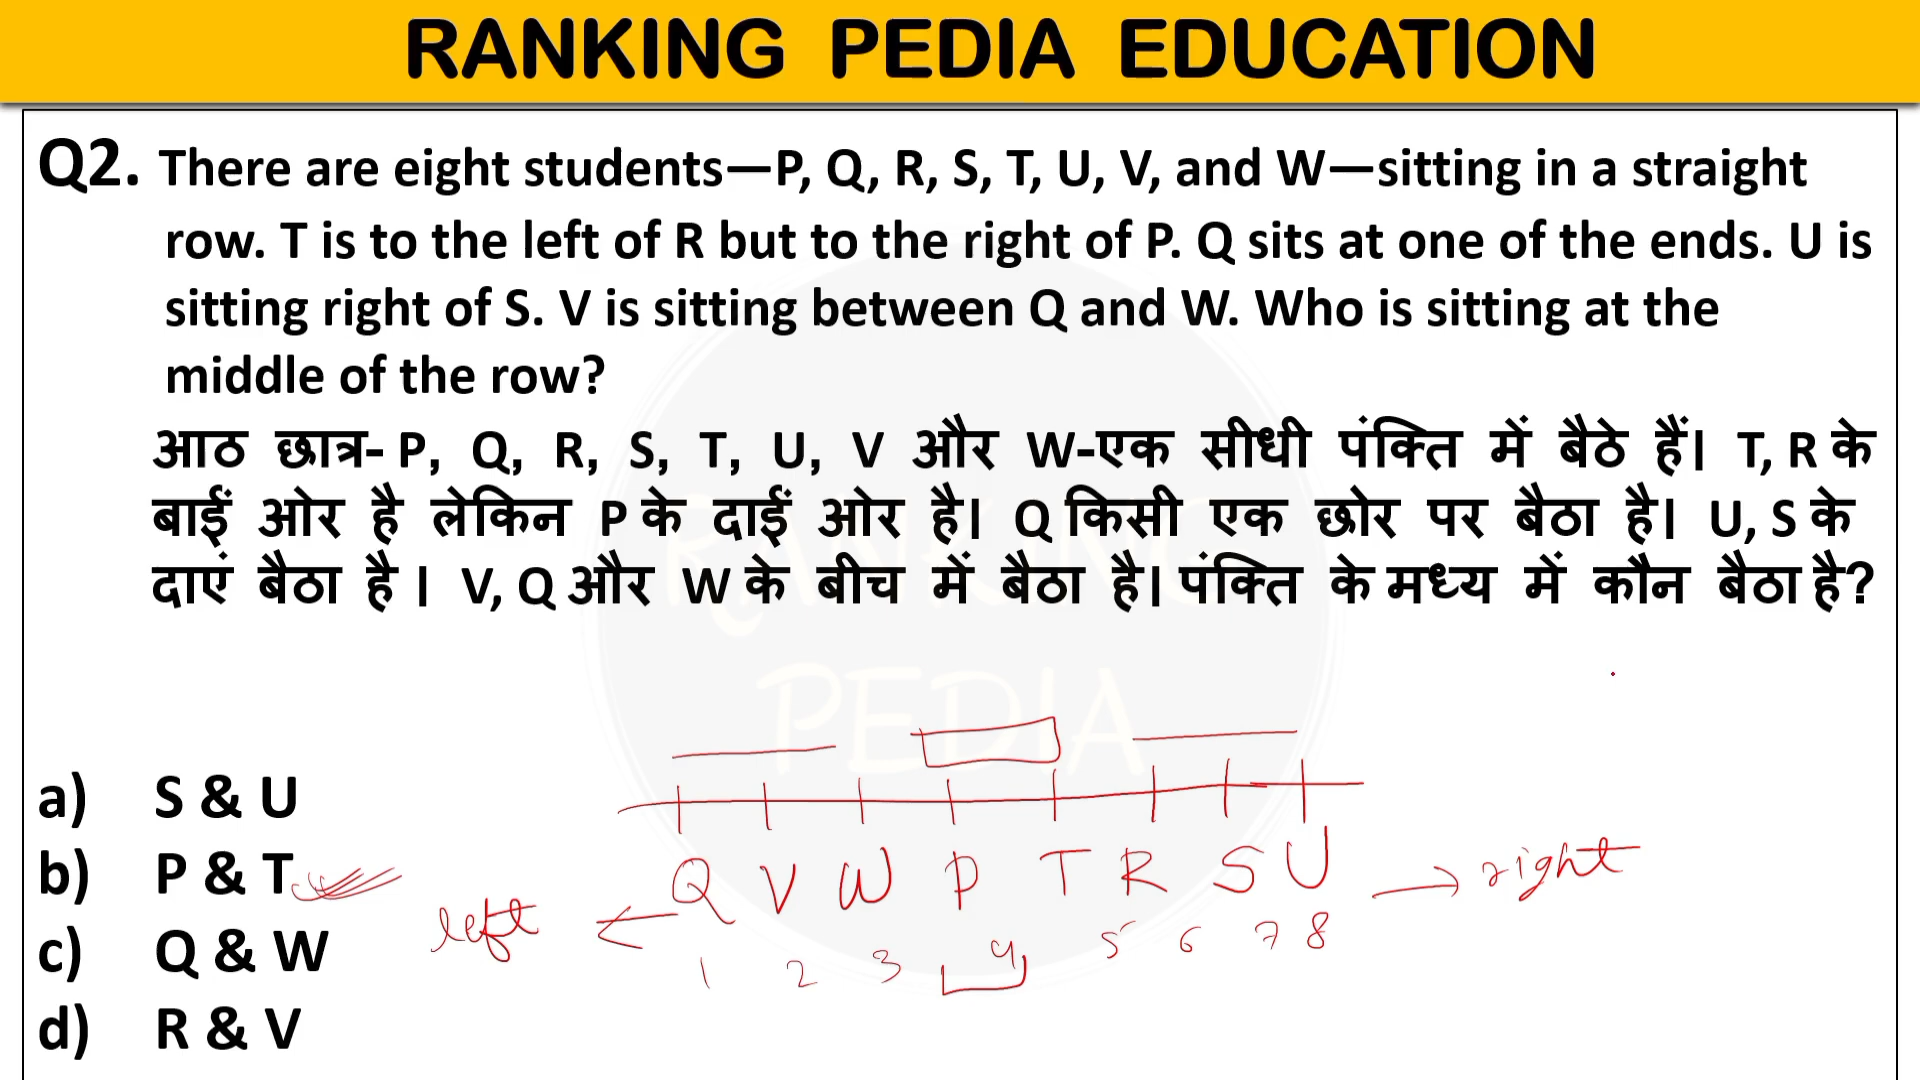 RANKING PEDIA EDUCATION
Q2. There are eight students—P, Q, R, S, T, U, V, and W—sitting in a straight
row. T is to the left of R but to the right of P. Q sits at one of the ends. U is
sitting right of S. V is sitting between Q and W. Who is sitting at the
middle of the row?
आठ छात्र- P, Q, R, S, T, U, V और W-एक सीधी पंक्ति में बैठे हैं। T, R के
बाईं ओर है लेकिन P के दाईं ओर है। Q किसी एक छोर पर बैठा है। U, S के
दाएं बैठा है । V, Q और W के बीच में बैठा है। पंक्ति के मध्य में कौन बैठा है?
RANKING
PEDIA
a) S & U
b) P & T
c) Q & W
d) R & V
Q V W P T R S U
left right
1 2 3 4 5 6 7 8